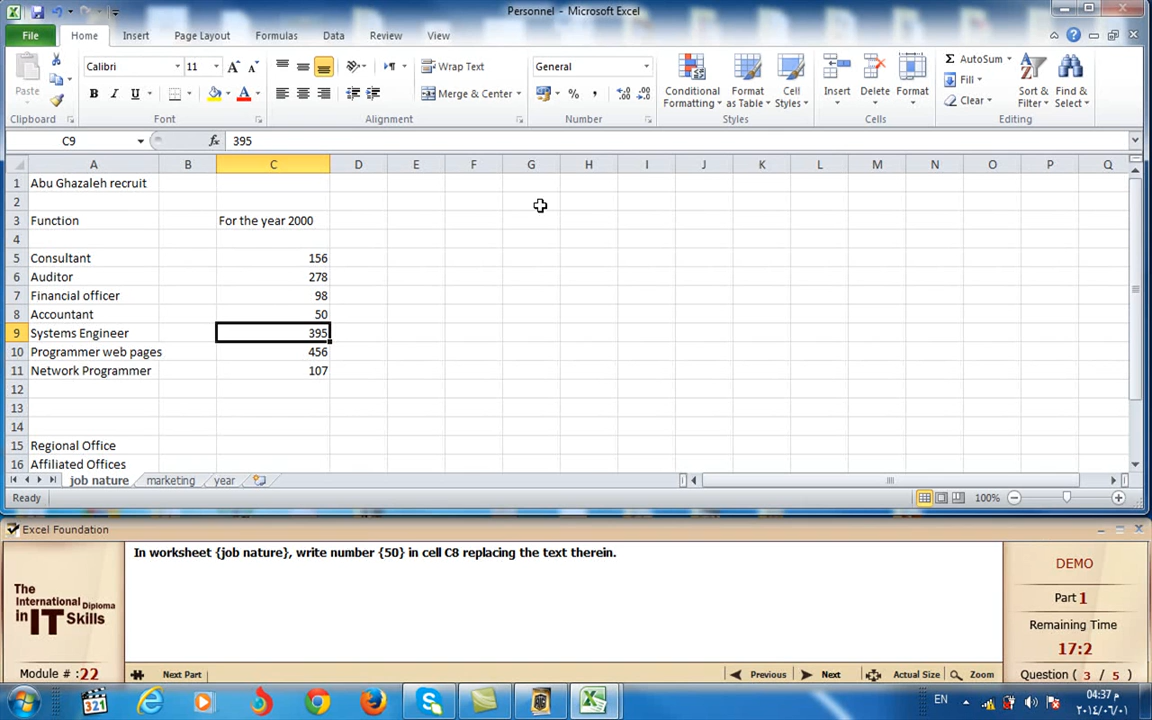 Personnel - Microsoft Excel
File Home Insert Page Layout Formulas Data Review View
Calibri 11 Wrap Text General AutoSum
Fill
Paste B I U A Merge & Center % , Conditional Formatting Format as Table Cell Styles Insert Delete Format Clear Sort & Filter Find & Select
Clipboard Font Alignment Number Styles Cells Editing
C9 fx 395
A B C D E F G H I J K L M N O P Q
1 Abu Ghazaleh recruit
2
3 Function For the year 2000
4
5 Consultant 156
6 Auditor 278
7 Financial officer 98
8 Accountant 50
9 Systems Engineer 395
10 Programmer web pages 456
11 Network Programmer 107
12
13
14
15 Regional Office
16 Affiliated Offices
job nature marketing year
Ready 100%
Excel Foundation
In worksheet {job nature}, write number {50} in cell C8 replacing the text therein.
The International Diploma in IT Skills
Module # :22
DEMO
Part 1
Remaining Time
17:2
Next Part Previous Next Actual Size Zoom Question ( 3 / 5 )
321 EN 04:37 م
٢٠١٤/٠٦/٠١